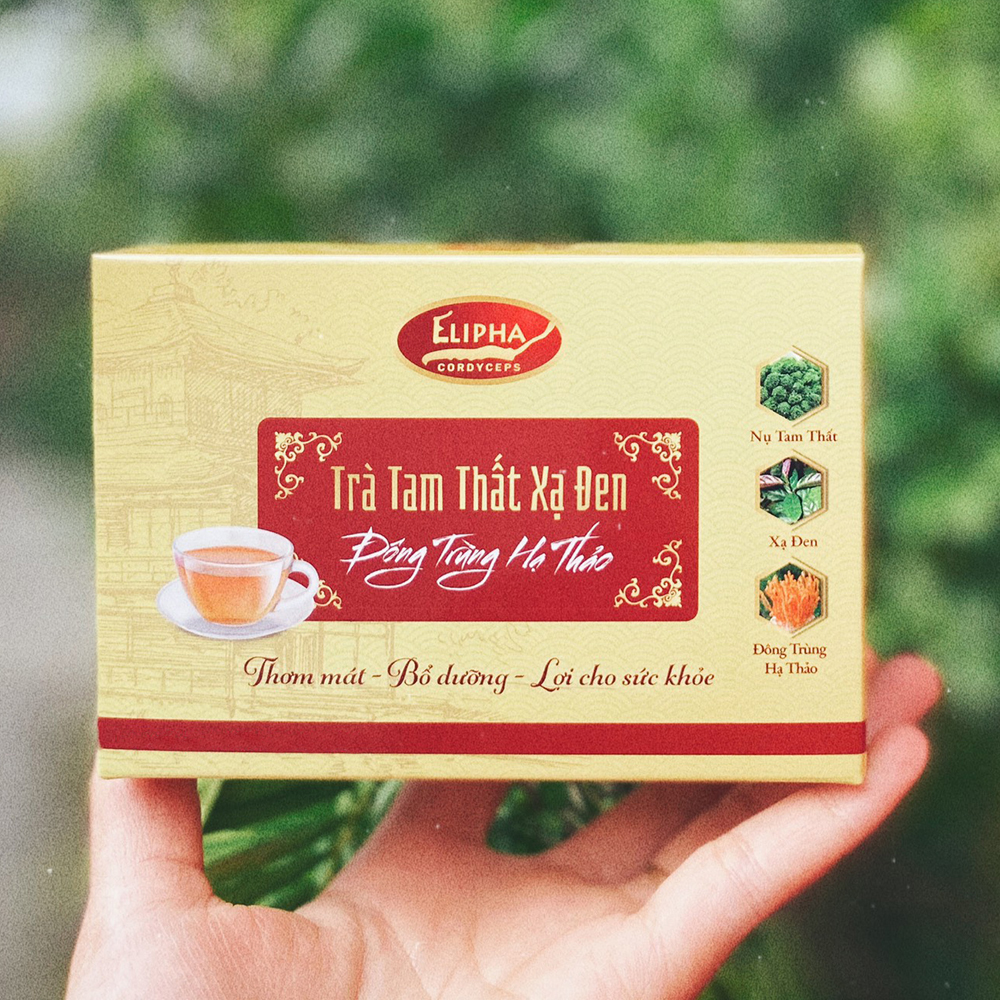 ELIPHA
CORDYCEPS
Trà Tam Thất Xạ Đen
Đông Trùng Hạ Thảo
Thơm mát - Bổ dưỡng - Lợi cho sức khỏe
Nụ Tam Thất
Xạ Đen
Đông Trùng
Hạ Thảo